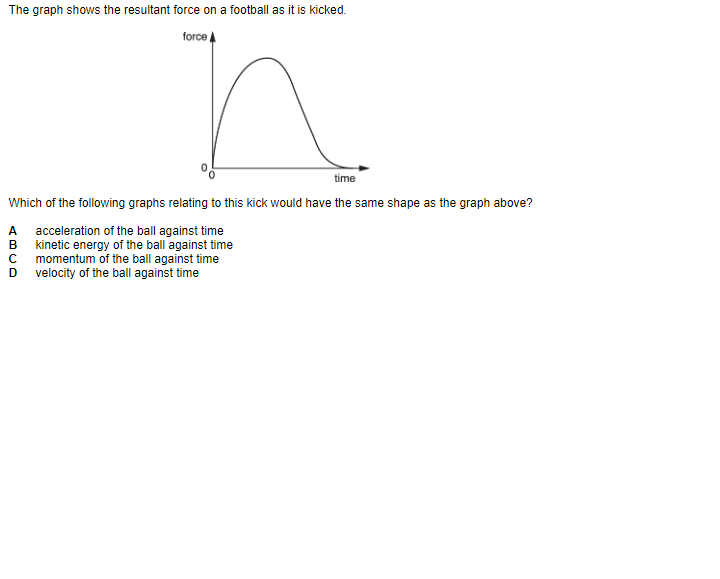 The graph shows the resultant force on a football as it is kicked.
force
0
0
time
Which of the following graphs relating to this kick would have the same shape as the graph above?
A acceleration of the ball against time
B kinetic energy of the ball against time
C momentum of the ball against time
D velocity of the ball against time